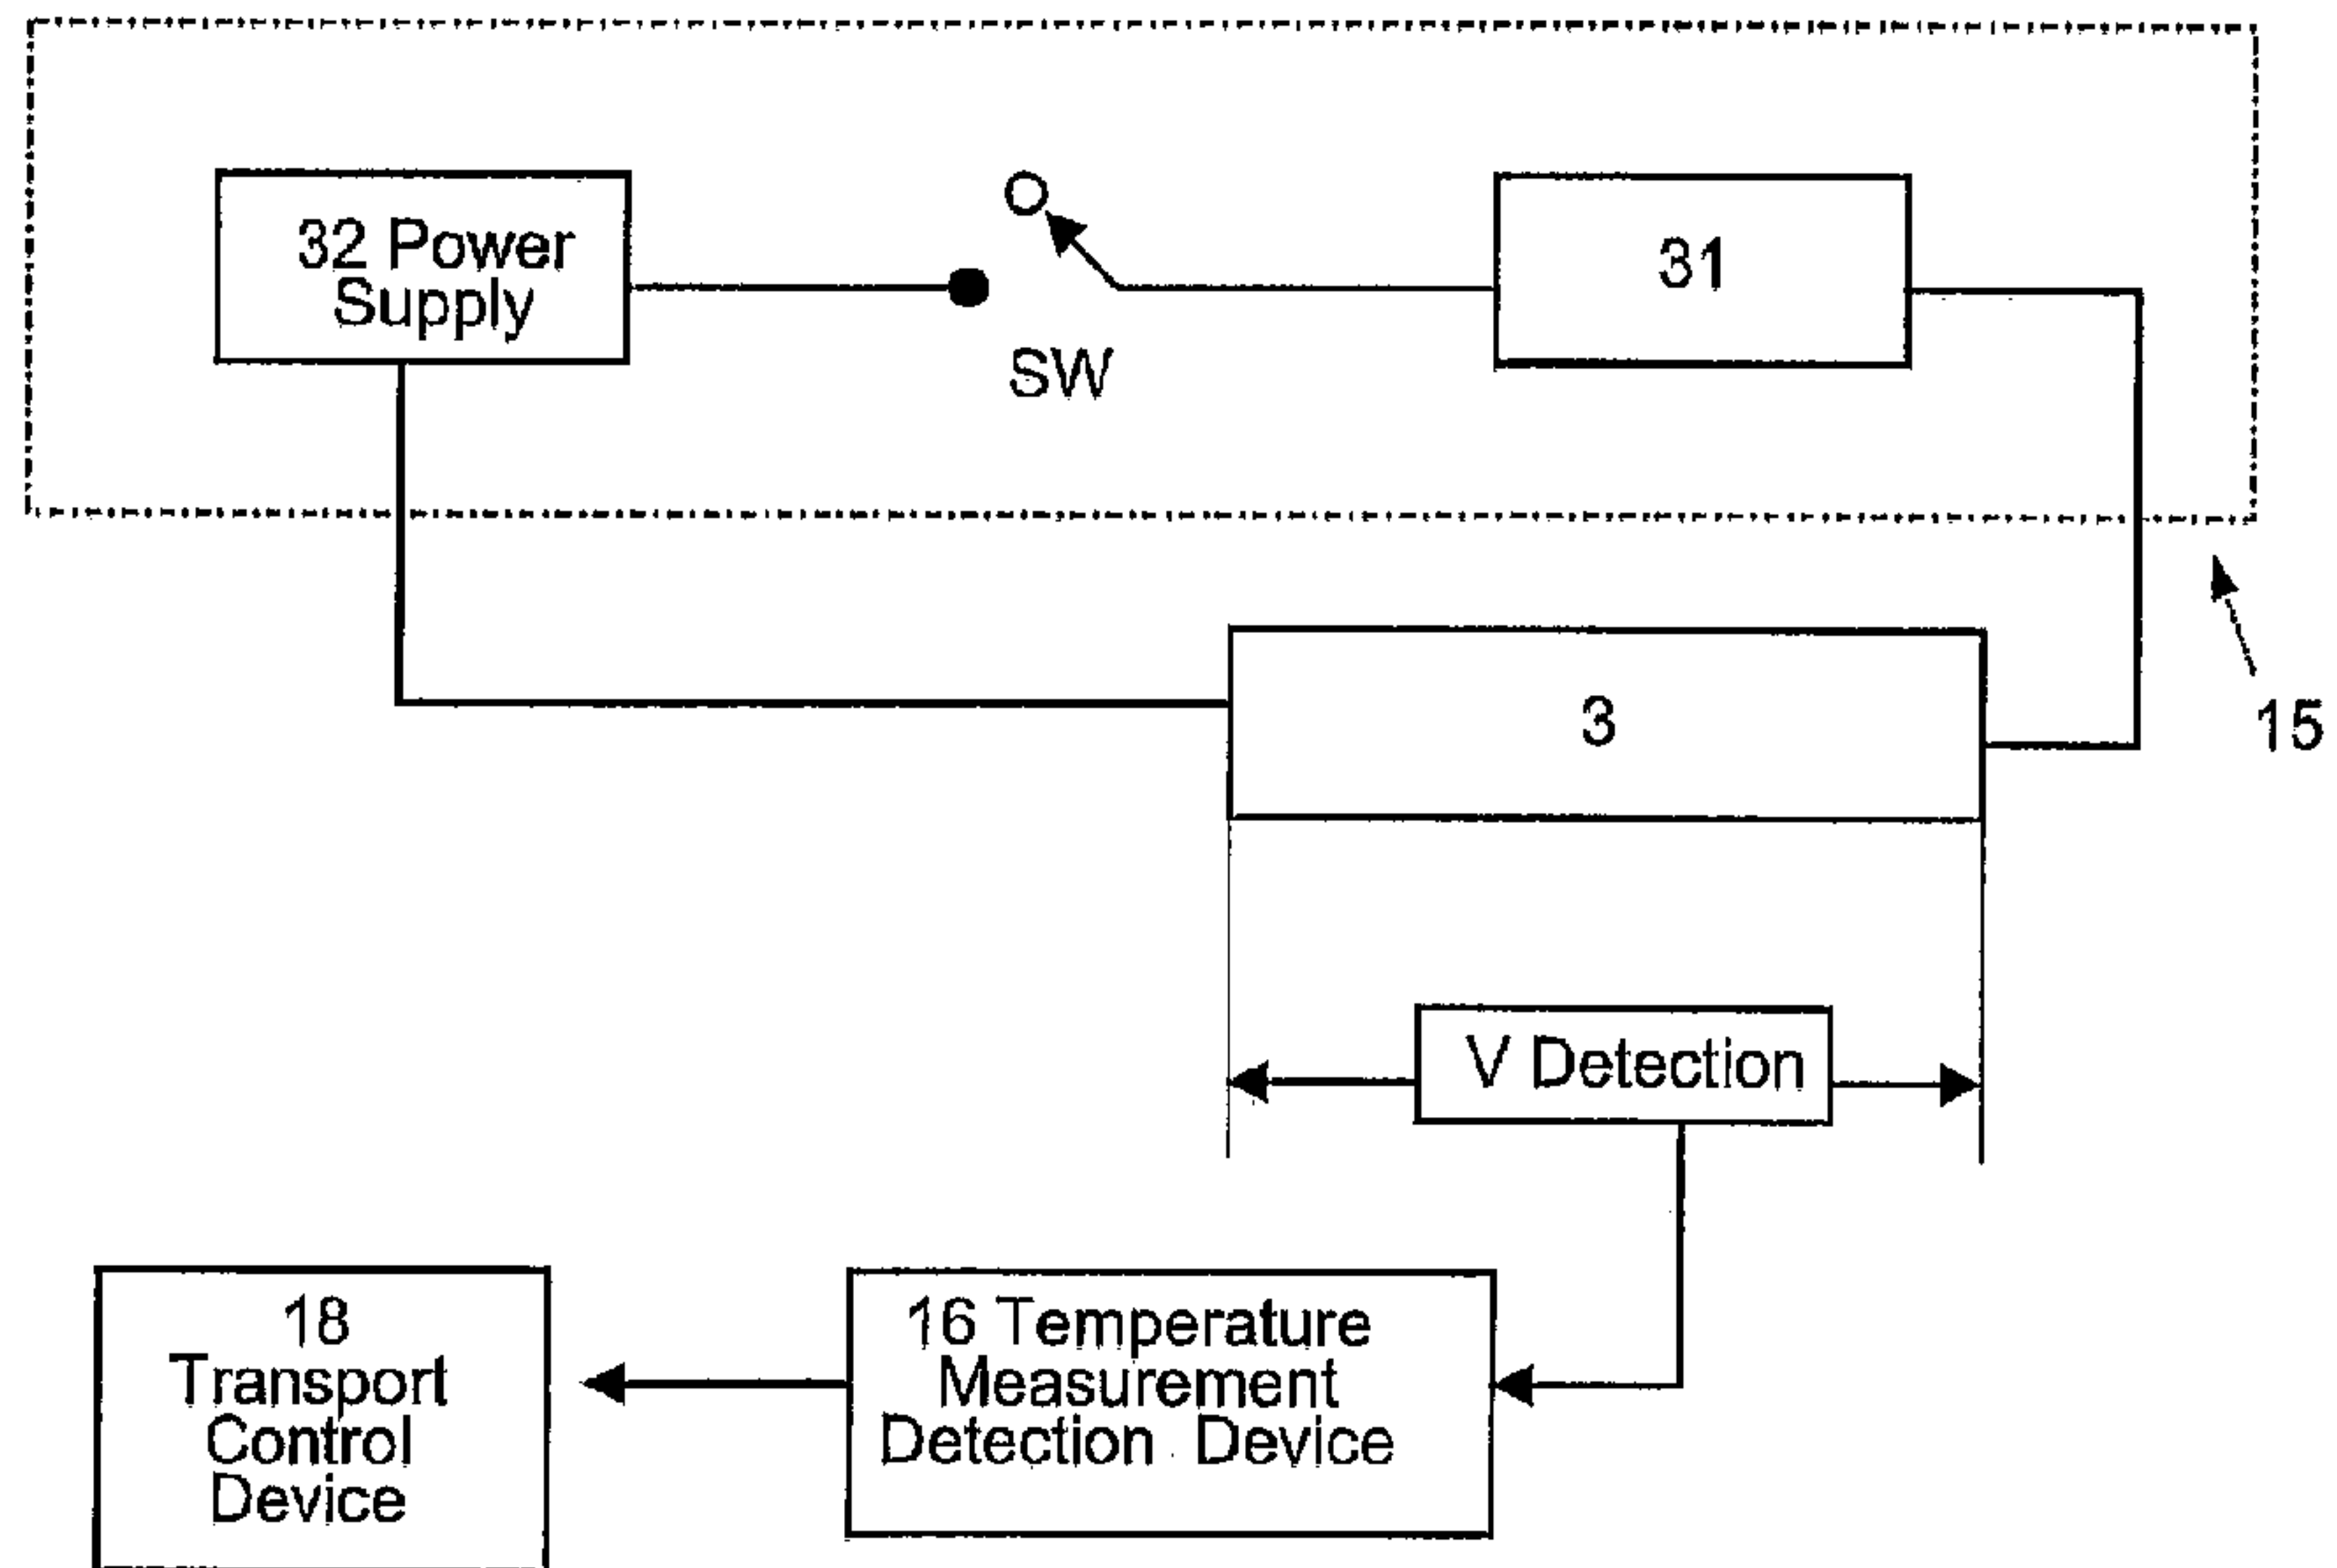 32 Power
Supply
SW
31
3
15
V Detection
18
Transport
Control
Device
16 Temperature
Measurement
Detection Device